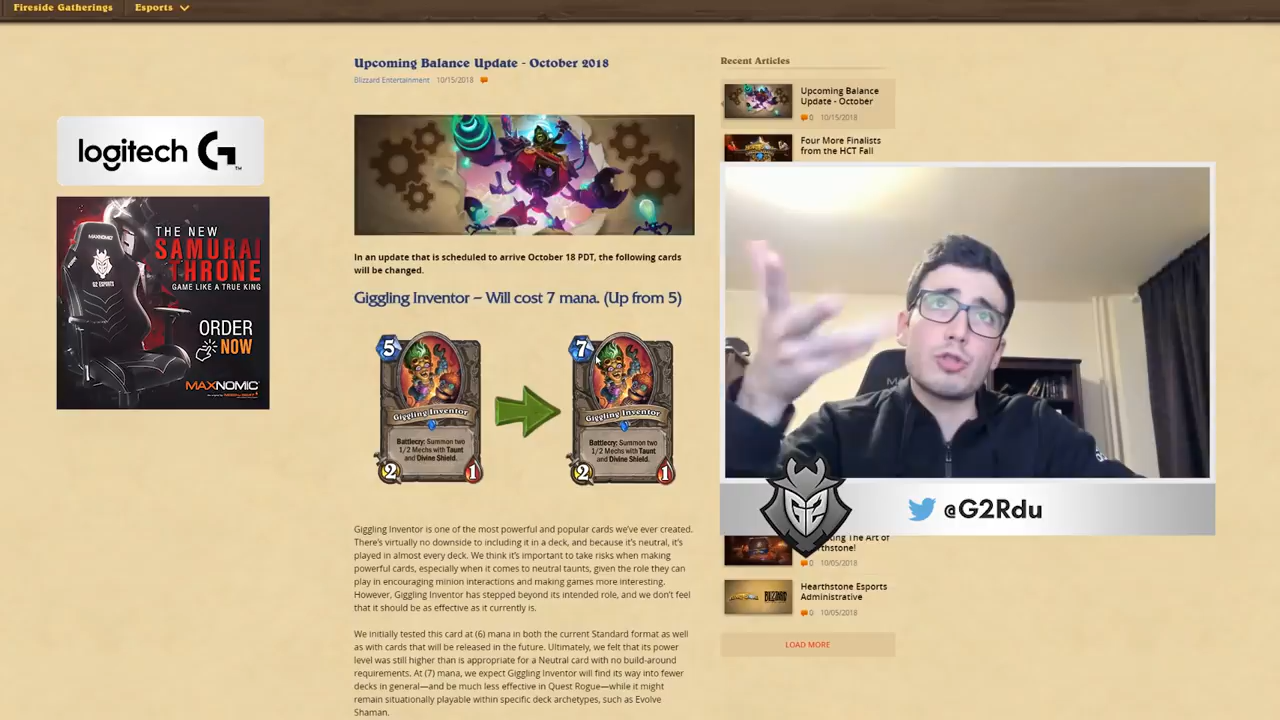 Fireside Gatherings
Esports
Upcoming Balance Update - October 2018
Blizzard Entertainment 10/15/2018
In an update that is scheduled to arrive October 18 PDT, the following cards
will be changed.
Giggling Inventor – Will cost 7 mana. (Up from 5)
5
Giggling Inventor
Battlecry: Summon two
1/2 Mechs with Taunt
and Divine Shield.
2
1
7
Giggling Inventor
Battlecry: Summon two
1/2 Mechs with Taunt
and Divine Shield.
2
1
Giggling Inventor is one of the most powerful and popular cards we've ever created.
There's virtually no downside to including it in a deck, and because it's neutral, it's
played in almost every deck. We think it's important to take risks when making
powerful cards, especially when it comes to neutral taunts, given the role they can
play in encouraging minion interactions and making games more interesting.
However, Giggling Inventor has stepped beyond its intended role, and we don't feel
that it should be as effective as it currently is.
We initially tested this card at (6) mana in both the current Standard format as well
as with cards that will be released in the future. Ultimately, we felt that its power
level was still higher than is appropriate for a Neutral card with no build-around
requirements. At (7) mana, we expect Giggling Inventor will find its way into fewer
decks in general—and be much less effective in Quest Rogue—while it might
remain situationally playable within specific deck archetypes, such as Evolve
Shaman.
Recent Articles
Upcoming Balance
Update - October
0 10/15/2018
Four More Finalists
from the HCT Fall
@G2Rdu
The Art of
0 10/05/2018
Hearthstone Esports
Administrative
0 10/05/2018
LOAD MORE
logitech G
MAXNOMIC
G2 ESPORTS
THE NEW
SAMURAI
THRONE
GAME LIKE A TRUE KING
ORDER
NOW
MAXNOMIC